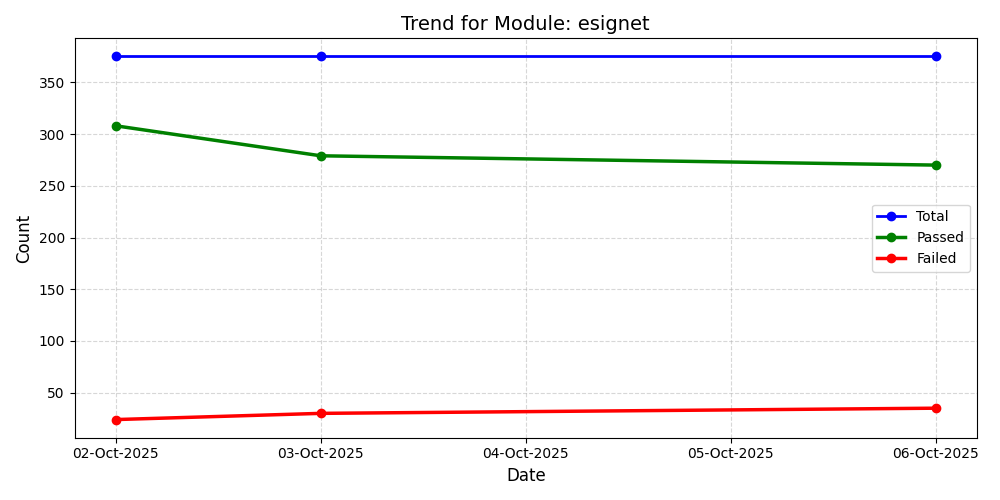 Trend for Module: esignet
Count
350
300
250
200
150
100
50
Total
Passed
Failed
02-Oct-2025
03-Oct-2025
04-Oct-2025
05-Oct-2025
06-Oct-2025
Date